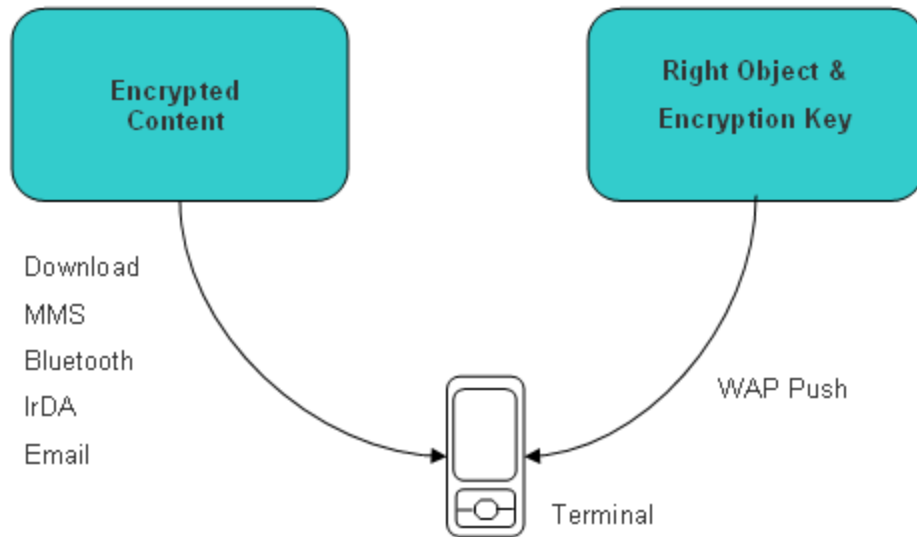 Encrypted
Content
Right Object &
Encryption Key
Download
MMS
Bluetooth
IrDA
Email
WAP Push
Terminal